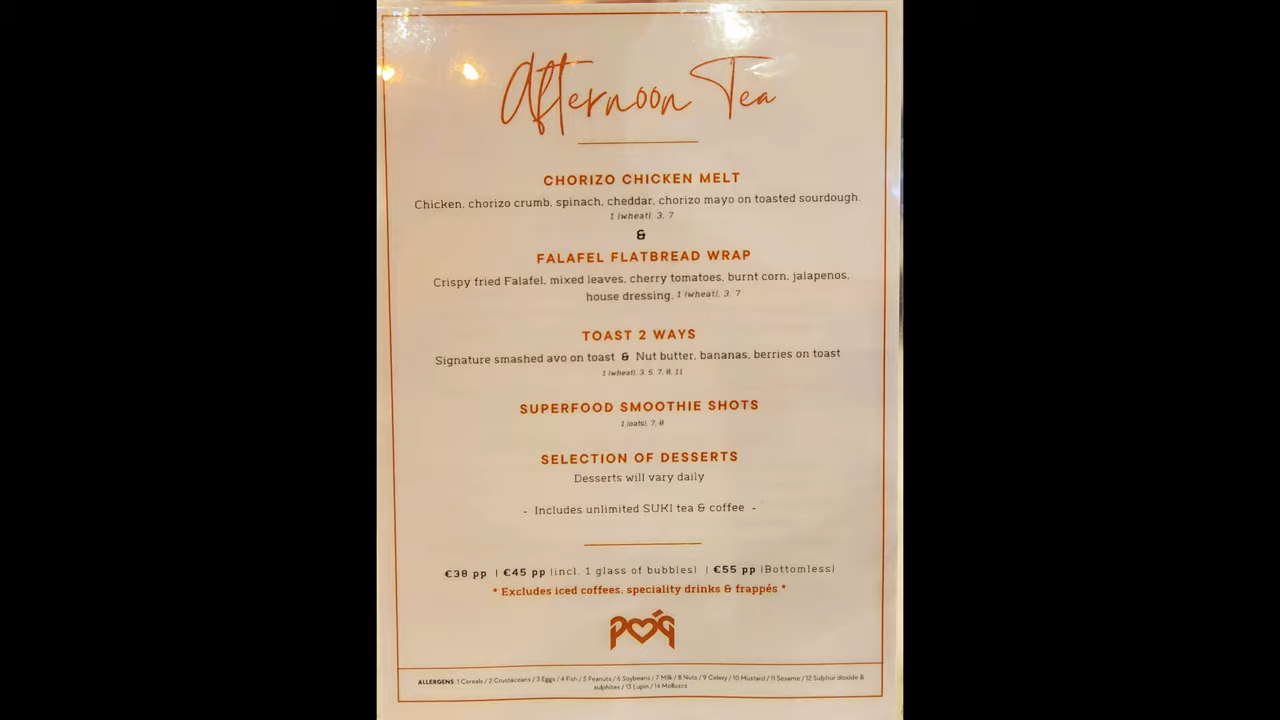 Afternoon Tea
CHORIZO CHICKEN MELT
Chicken, chorizo crumb, spinach, cheddar, chorizo mayo on toasted sourdough.
1 (wheat), 3, 7
&
FALAFEL FLATBREAD WRAP
Crispy fried Falafel, mixed leaves, cherry tomatoes, burnt corn, jalapenos,
house dressing, 1 (wheat), 3, 7
TOAST 2 WAYS
Signature smashed avo on toast & Nut butter, bananas, berries on toast
1 (wheat), 3, 5, 7, 8, 11
SUPERFOOD SMOOTHIE SHOTS
1 (oats), 7, 8
SELECTION OF DESSERTS
Desserts will vary daily
- Includes unlimited SUKI tea & coffee -
€38 pp | €45 pp (incl. 1 glass of bubbles) | €55 pp (Bottomless)
* Excludes iced coffees, speciality drinks & frappés *
póg
ALLERGENS: 1 Cereals / 2 Crustaceans / 3 Eggs / 4 Fish / 5 Peanuts / 6 Soybeans / 7 Milk / 8 Nuts / 9 Celery / 10 Mustard / 11 Sesame / 12 Sulphur dioxide &
sulphites / 13 Lupin / 14 Molluscs